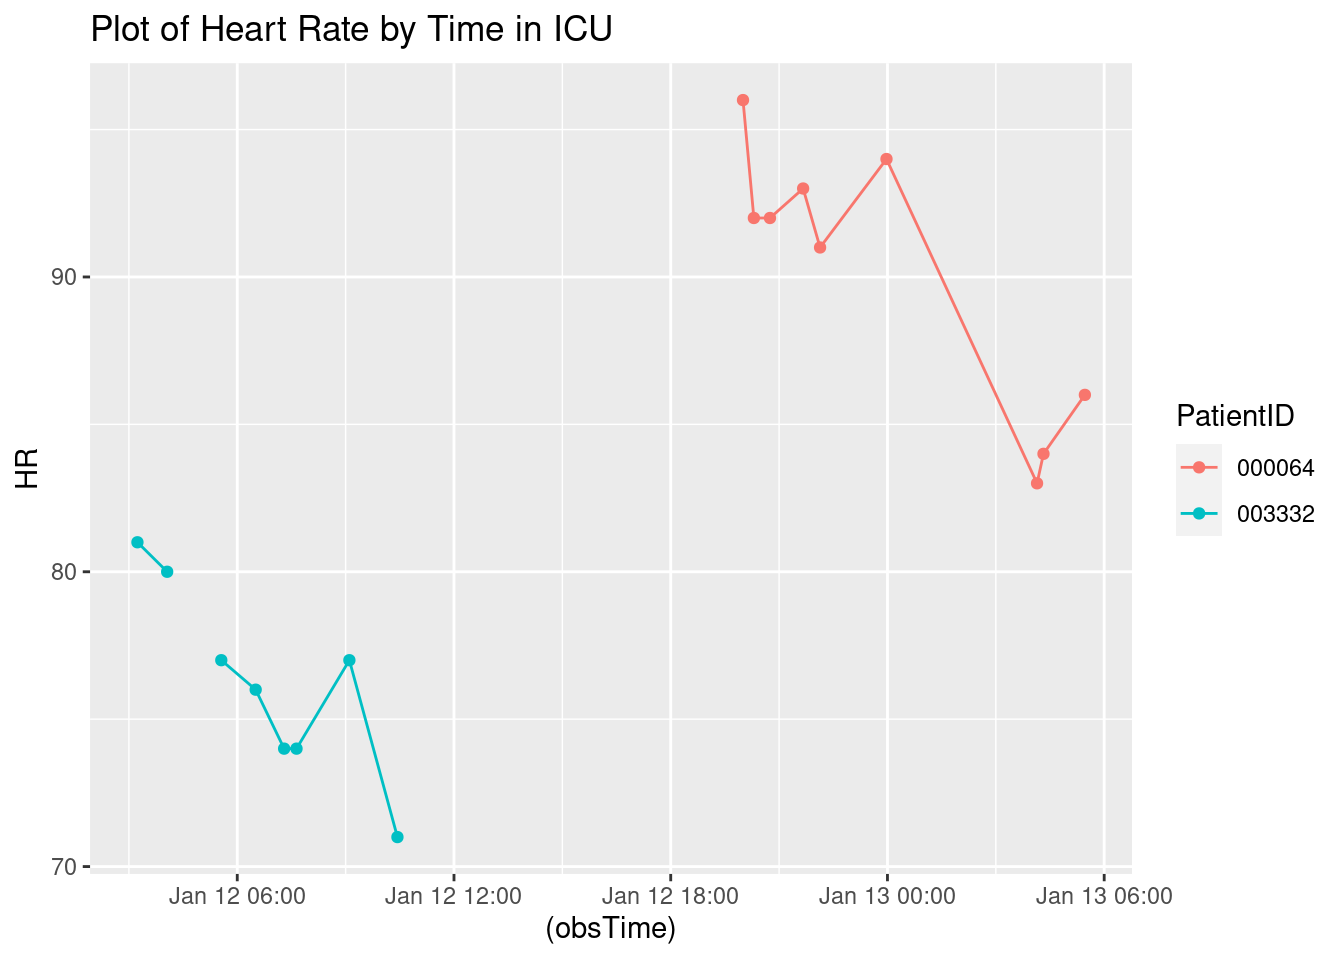 Plot of Heart Rate by Time in ICU
HR
90
80
70
Jan 12 06:00 Jan 12 12:00 Jan 12 18:00 Jan 13 00:00 Jan 13 06:00
(obsTime)
PatientID
000064
003332